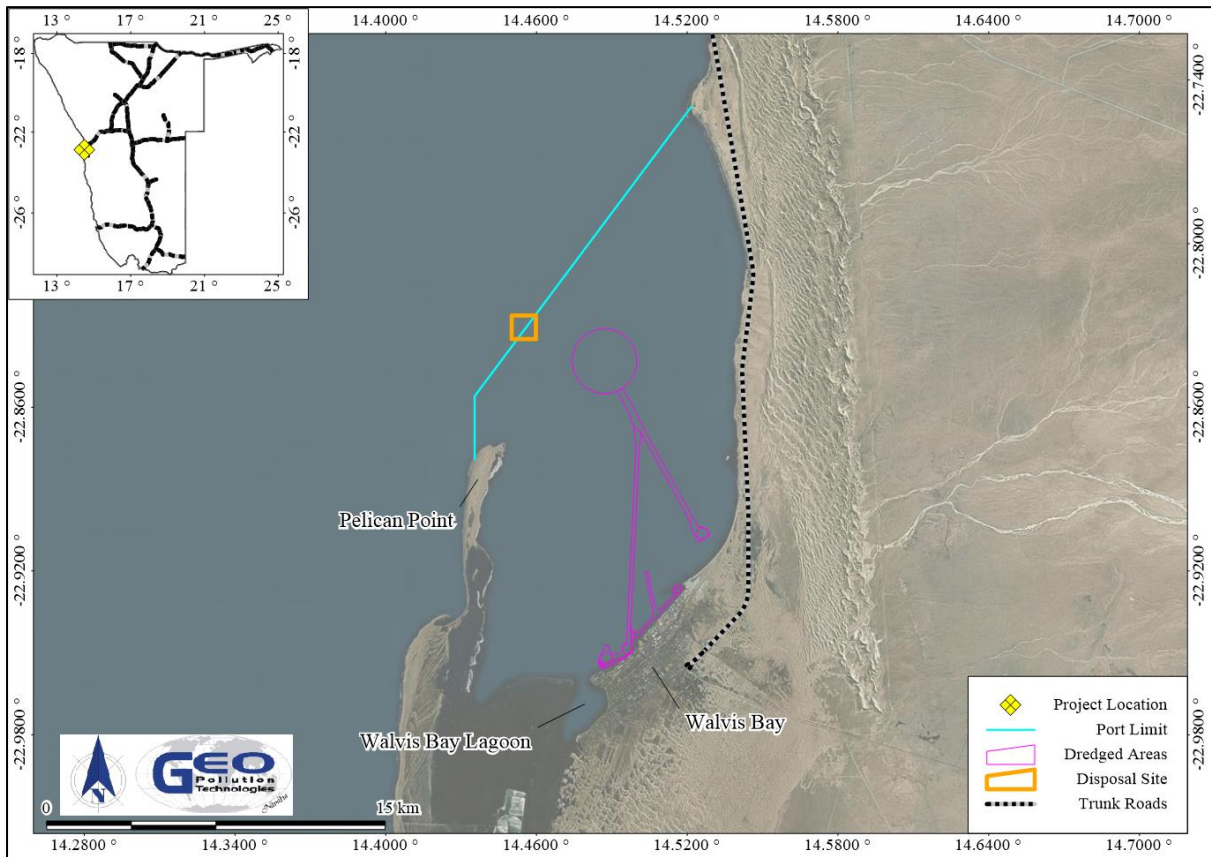 14.4000 ° 14.4600 ° 14.5200 ° 14.5800 ° 14.6400 ° 14.7000 °
13 17 21 25
-18
-22
-26
13 17 21 25
-18
-22
-26
-22.7400 °
-22.8000 °
-22.8600 °
-22.8600 °
-22.9200 °
-22.9200 °
-22.9800 °
-22.9800 °
Pelican Point
Walvis Bay Lagoon
Walvis Bay
Project Location
Port Limit
Dredged Areas
Disposal Site
Trunk Roads
N
GEO
Pollution
Technologies
Namibia
0 15 km
14.2800 ° 14.3400 ° 14.4000 ° 14.4600 ° 14.5200 ° 14.5800 ° 14.6400 ° 14.7000 °